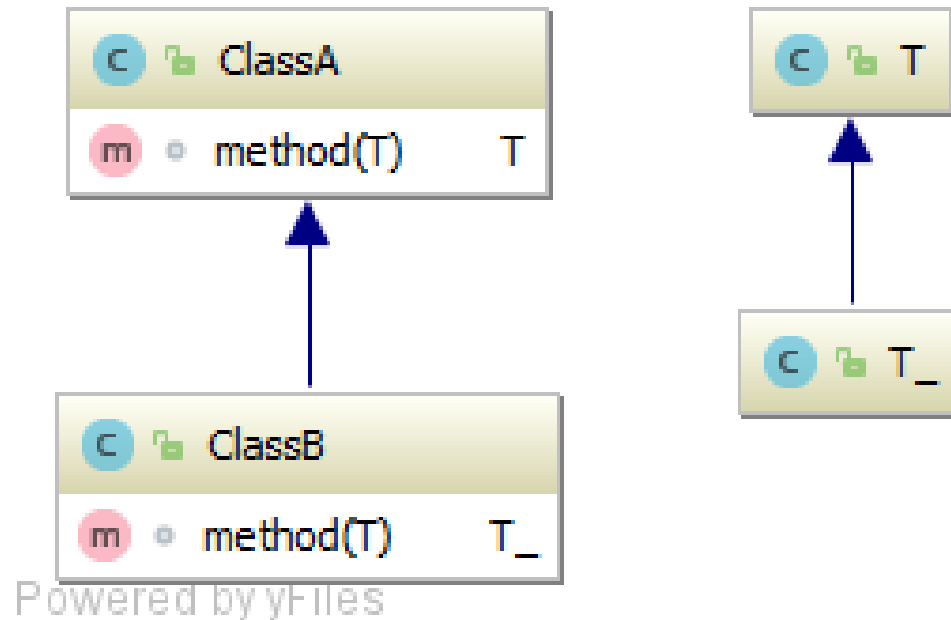 C ClassA
m method(T) T
C T
C T_
C ClassB
m method(T) T_
Powered by yFiles